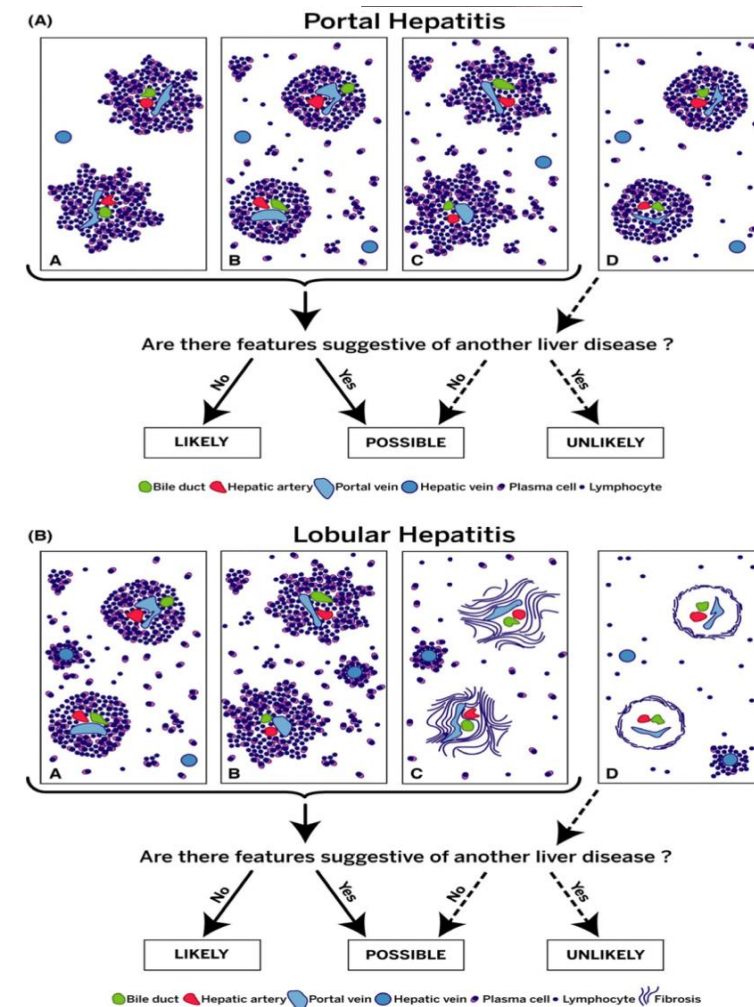 (A)
Portal Hepatitis
A
B
C
D
Are there features suggestive of another liver disease ?
No
Yes
No
Yes
LIKELY
POSSIBLE
UNLIKELY
Bile duct Hepatic artery Portal vein Hepatic vein Plasma cell Lymphocyte
(B)
Lobular Hepatitis
A
B
C
D
Are there features suggestive of another liver disease ?
No
Yes
No
Yes
LIKELY
POSSIBLE
UNLIKELY
Bile duct Hepatic artery Portal vein Hepatic vein Plasma cell Lymphocyte Fibrosis